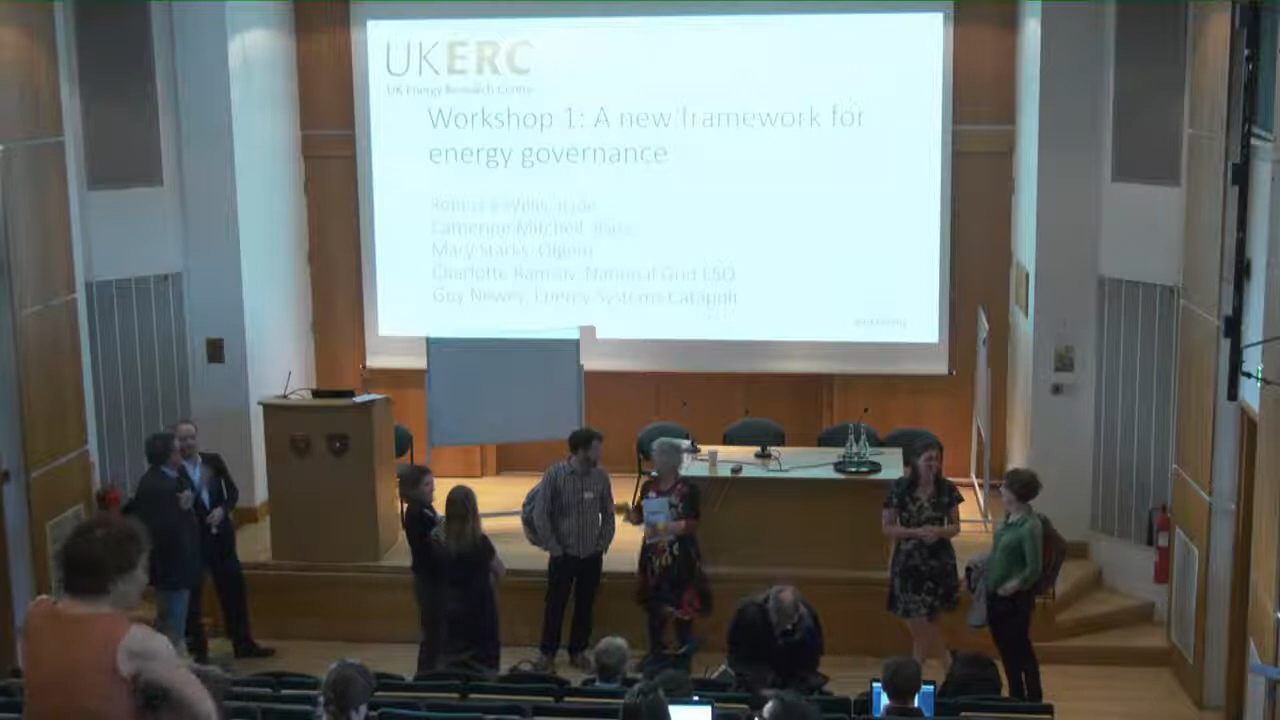 UKERC
UK Energy Research Centre
Workshop 1: A new framework for
energy governance
Catherine Mitchell,
Mary Starks, Ofgem
Charlotte Ramsay, National Grid ESO
Guy Newey, Energy Systems Catapult